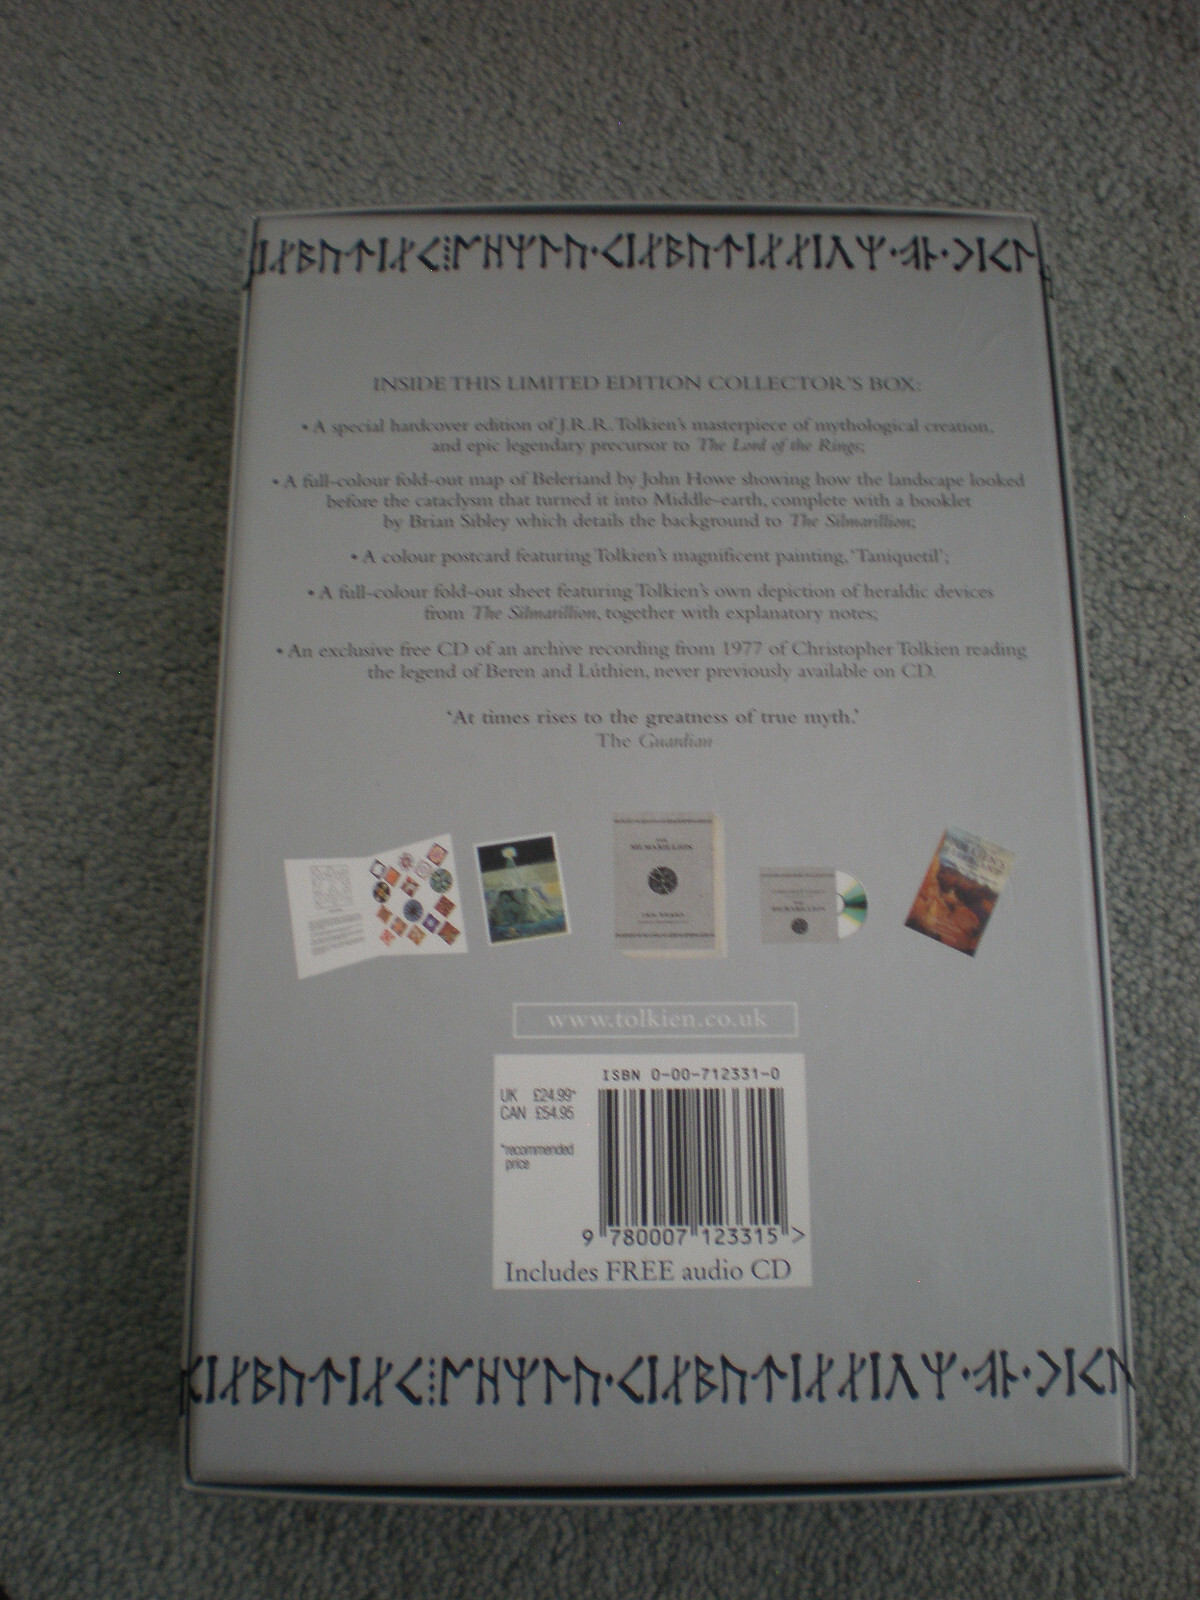 INSIDE THIS LIMITED EDITION COLLECTOR'S BOX:
• A special hardcover edition of J.R.R. Tolkien's masterpiece of mythological creation,
and epic legendary precursor to The Lord of the Rings;
• A full-colour fold-out map of Beleriand by John Howe showing how the landscape looked
before the cataclysm that turned it into Middle-earth, complete with a booklet
by Brian Sibley which details the background to The Silmarillion;
• A colour postcard featuring Tolkien's magnificent painting, 'Taniquetil';
• A full-colour fold-out sheet featuring Tolkien's own depiction of heraldic devices
from The Silmarillion, together with explanatory notes;
• An exclusive free CD of an archive recording from 1977 of Christopher Tolkien reading
the legend of Beren and Lúthien, never previously available on CD.
'At times rises to the greatness of true myth.'
The Guardian
SILMARILLION
SILMARILLION
www.tolkien.co.uk
ISBN 0-00-712331-0
UK £24.99*
CAN £54.95
*recommended
price
9 780007 123315 >
Includes FREE audio CD